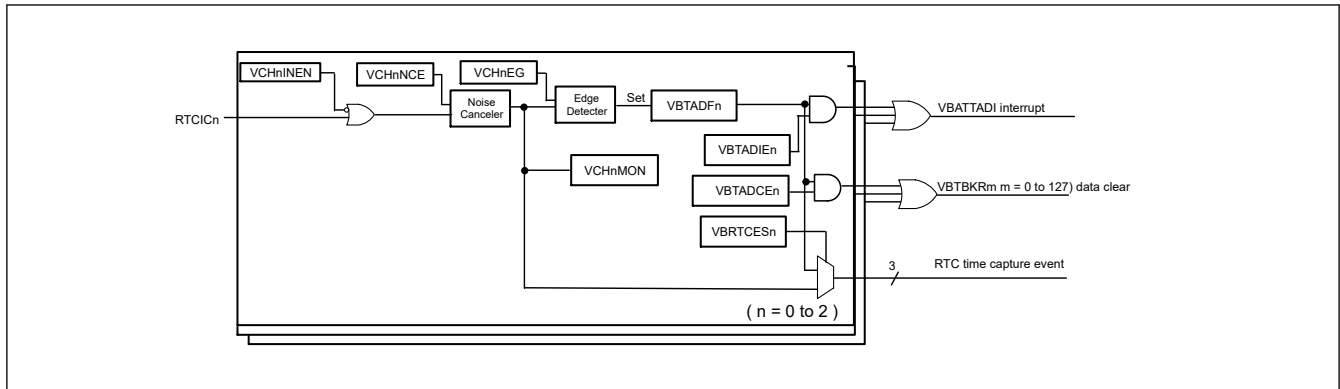 VCHnINEN
VCHnNCE
VCHnEG
RTCICn
Noise
Canceler
Edge
Detecter
Set
VBTADFn
VBATTADI interrupt
VBTADIEn
VCHnMON
VBTADCEn
VBTBKRm m = 0 to 127) data clear
VBRTCESn
3
RTC time capture event
( n = 0 to 2 )